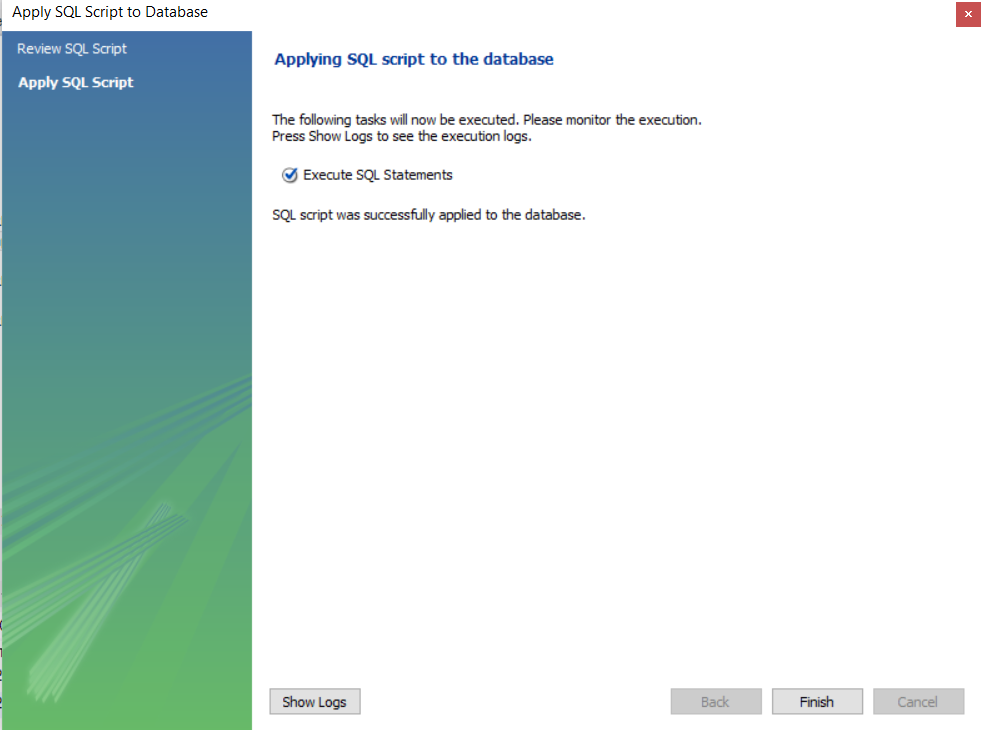 Apply SQL Script to Database
Review SQL Script
Apply SQL Script
Applying SQL script to the database
The following tasks will now be executed. Please monitor the execution.
Press Show Logs to see the execution logs.
Execute SQL Statements
SQL script was successfully applied to the database.
Show Logs
Back
Finish
Cancel